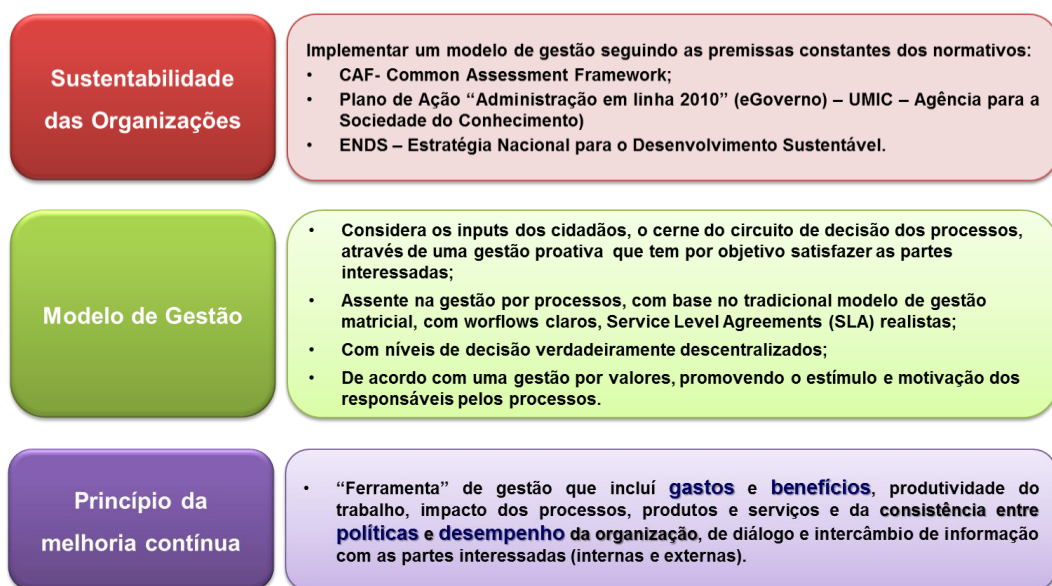 Sustentabilidade
das Organizações
Implementar um modelo de gestão seguindo as premissas constantes dos normativos:
• CAF- Common Assessment Framework;
• Plano de Ação “Administração em linha 2010” (eGoverno) – UMIC – Agência para a
Sociedade do Conhecimento)
• ENDS – Estratégia Nacional para o Desenvolvimento Sustentável.
Modelo de Gestão
• Considera os inputs dos cidadãos, o cerne do circuito de decisão dos processos,
através de uma gestão proativa que tem por objetivo satisfazer as partes
interessadas;
• Assente na gestão por processos, com base no tradicional modelo de gestão
matricial, com worflows claros, Service Level Agreements (SLA) realistas;
• Com níveis de decisão verdadeiramente descentralizados;
• De acordo com uma gestão por valores, promovendo o estímulo e motivação dos
responsáveis pelos processos.
Princípio da
melhoria contínua
• “Ferramenta” de gestão que incluí gastos e benefícios, produtividade do
trabalho, impacto dos processos, produtos e serviços e da consistência entre
políticas e desempenho da organização, de diálogo e intercâmbio de informação
com as partes interessadas (internas e externas).